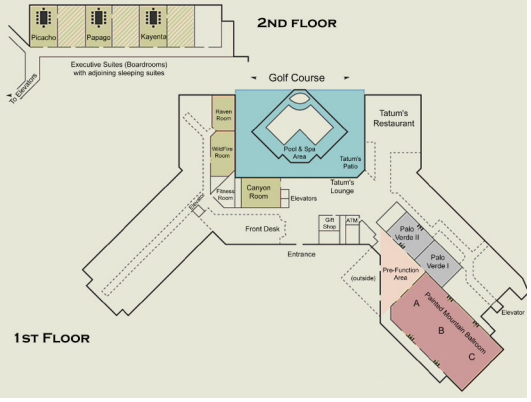 2ND FLOOR
Picacho
Papago
Kayenta
Executive Suites (Boardrooms)
with adjoining sleeping suites
To Elevators
Golf Course
Raven
Room
WildFire
Room
Fitness
Room
Canyon
Room
Elevators
Elevator
Pool & Spa
Area
Tatum's
Patio
Tatum's
Restaurant
Tatum's
Lounge
Front Desk
Gift
Shop
ATM
Entrance
Palo
Verde II
Palo
Verde I
Pre-Function
Area
(outside)
Painted Mountain Ballroom
A
B
C
Elevator
1ST FLOOR